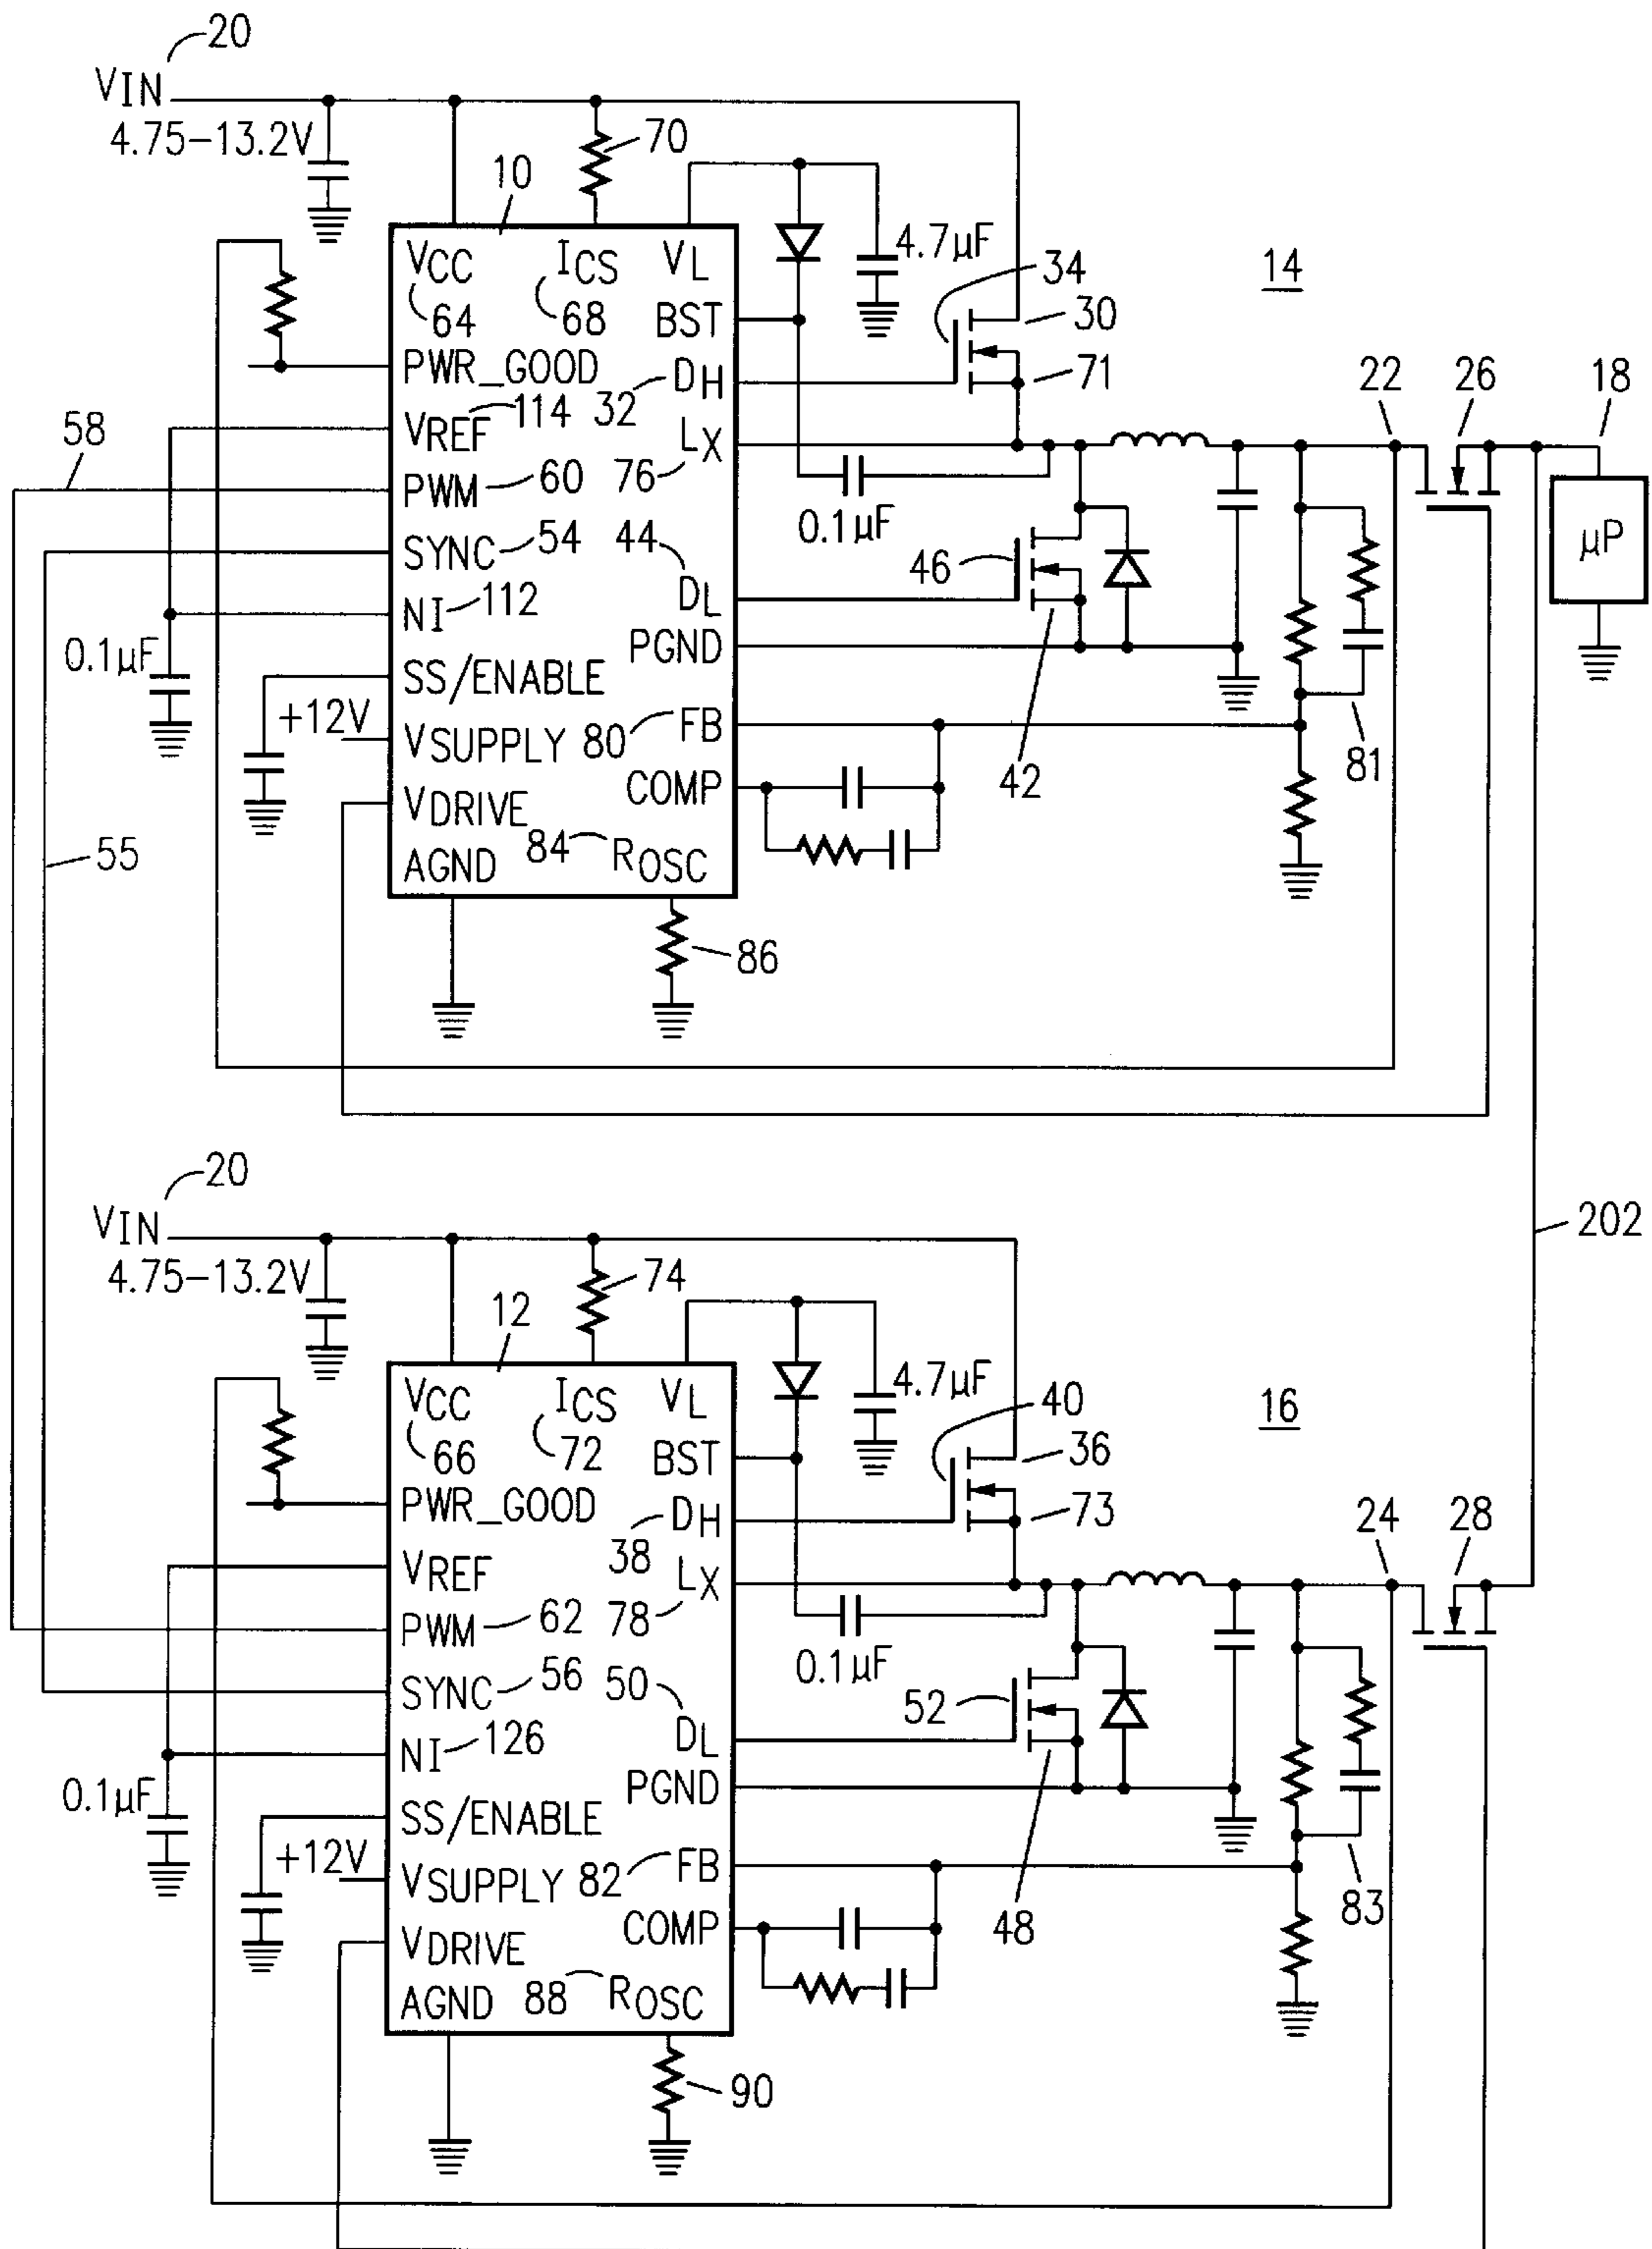 20
VIN
4.75–13.2V
70
10
4.7µF
34
14
VCC
ICS
VL
64
68
BST
30
PWR_GOOD
32
DH
71
22
26
18
58
VREF
114
LX
PWM
60
76
0.1µF
µP
SYNC
54
44
46
DL
NI
112
0.1µF
PGND
SS/ENABLE
+12V
VSUPPLY
80
FB
42
81
COMP
VDRIVE
55
84
ROSC
AGND
86
20
VIN
4.75–13.2V
202
74
12
4.7µF
40
16
VCC
ICS
VL
66
72
BST
36
PWR_GOOD
DH
73
24
28
38
VREF
LX
PWM
62
78
0.1µF
SYNC
56
50
52
DL
NI
126
0.1µF
PGND
SS/ENABLE
+12V
VSUPPLY
82
FB
48
83
COMP
VDRIVE
AGND
88
ROSC
90